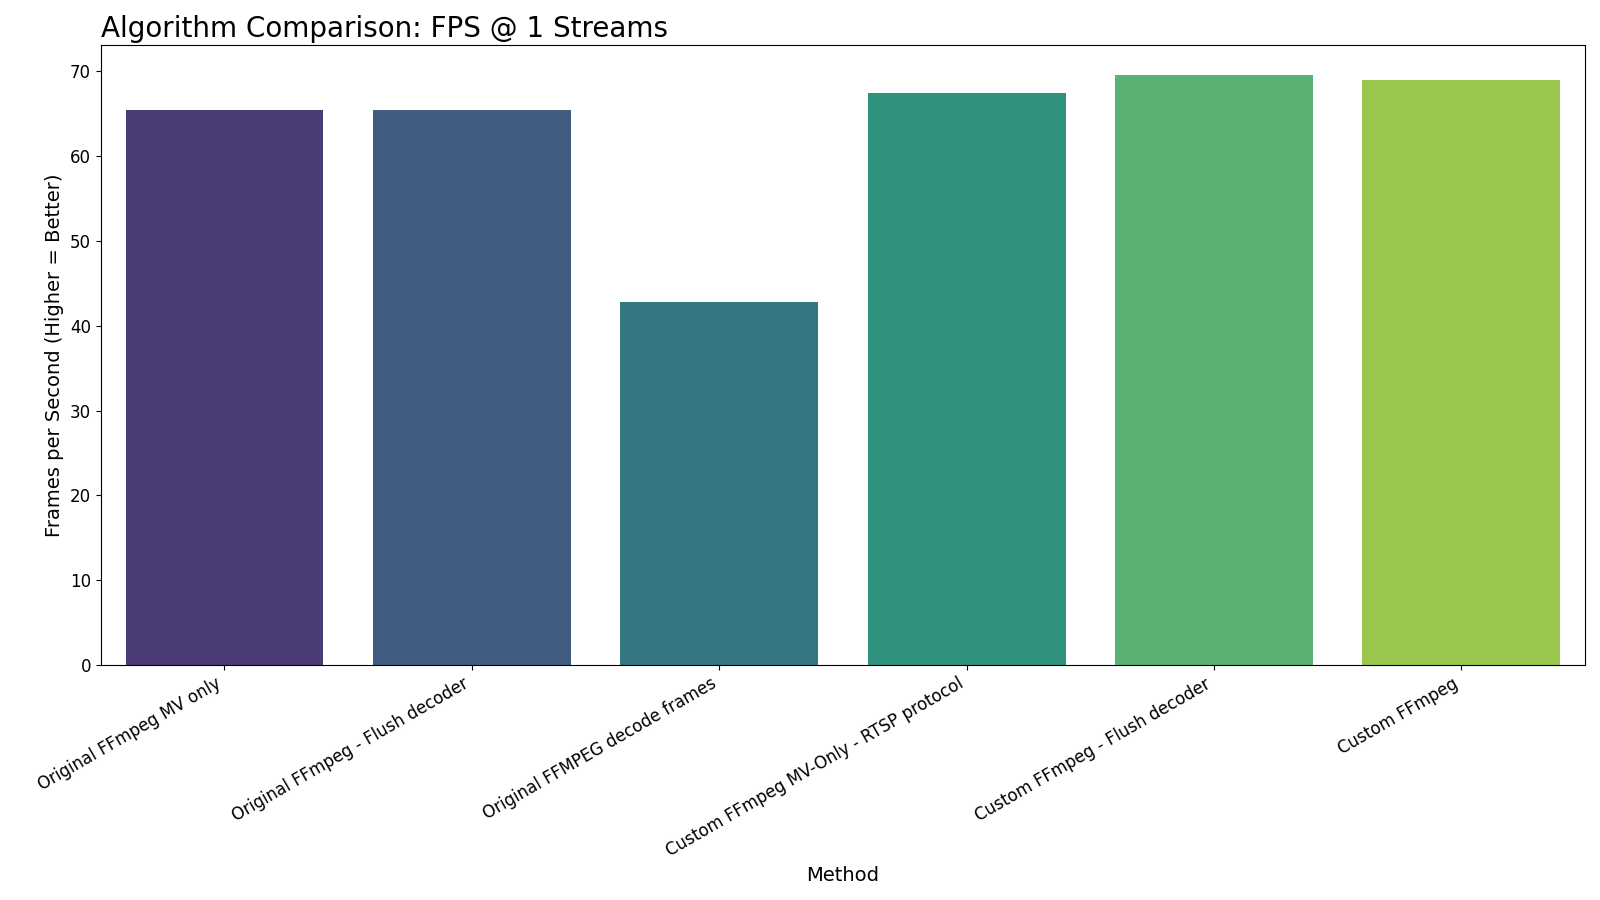 Algorithm Comparison: FPS @ 1 Streams
Frames per Second (Higher = Better)
70
60
50
40
30
20
10
0
Original FFmpeg MV only
Original FFmpeg - Flush decoder
Original FFMPEG decode frames
Custom FFmpeg MV-Only - RTSP protocol
Custom FFmpeg - Flush decoder
Custom FFmpeg
Method